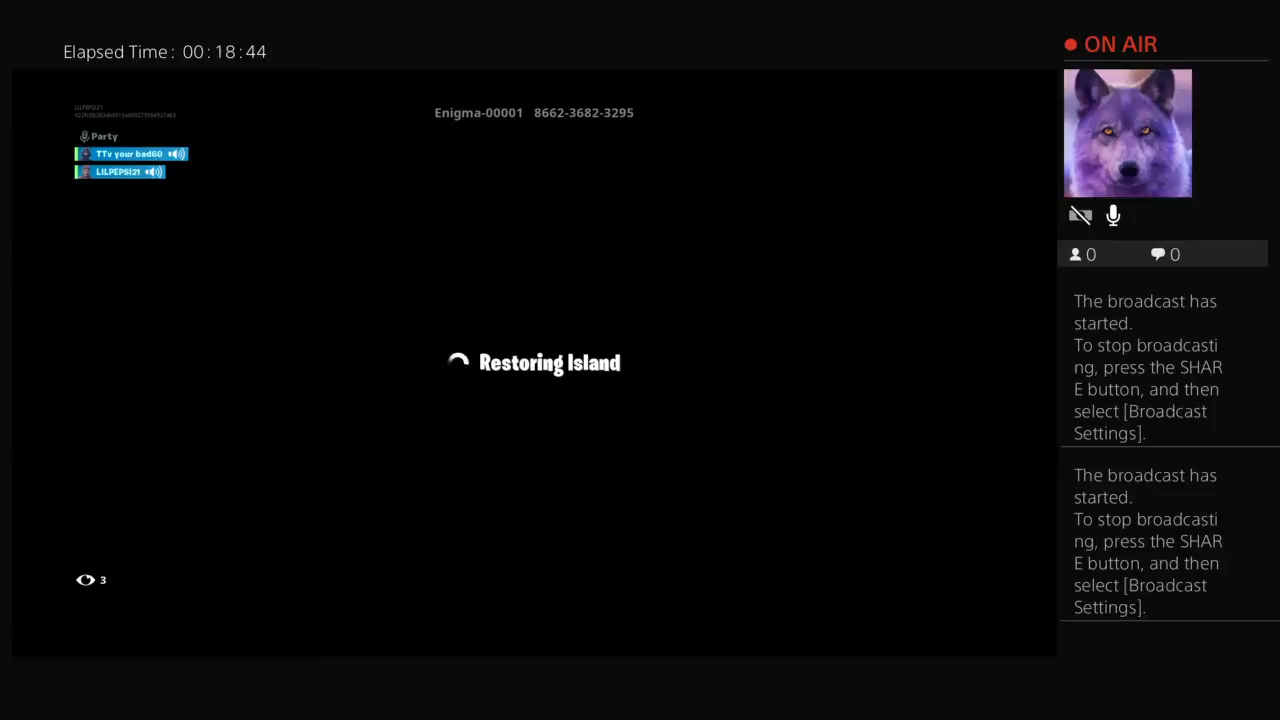 Elapsed Time: 00:18:44
ON AIR
LILPEPSI21
Enigma-00001 8662-3682-3295
Party
TTv your bad60
LILPEPSI21
0 0
The broadcast has
started.
To stop broadcasti
ng, press the SHAR
E button, and then
select [Broadcast
Settings].
Restoring Island
The broadcast has
started.
To stop broadcasti
ng, press the SHAR
E button, and then
select [Broadcast
Settings].
3